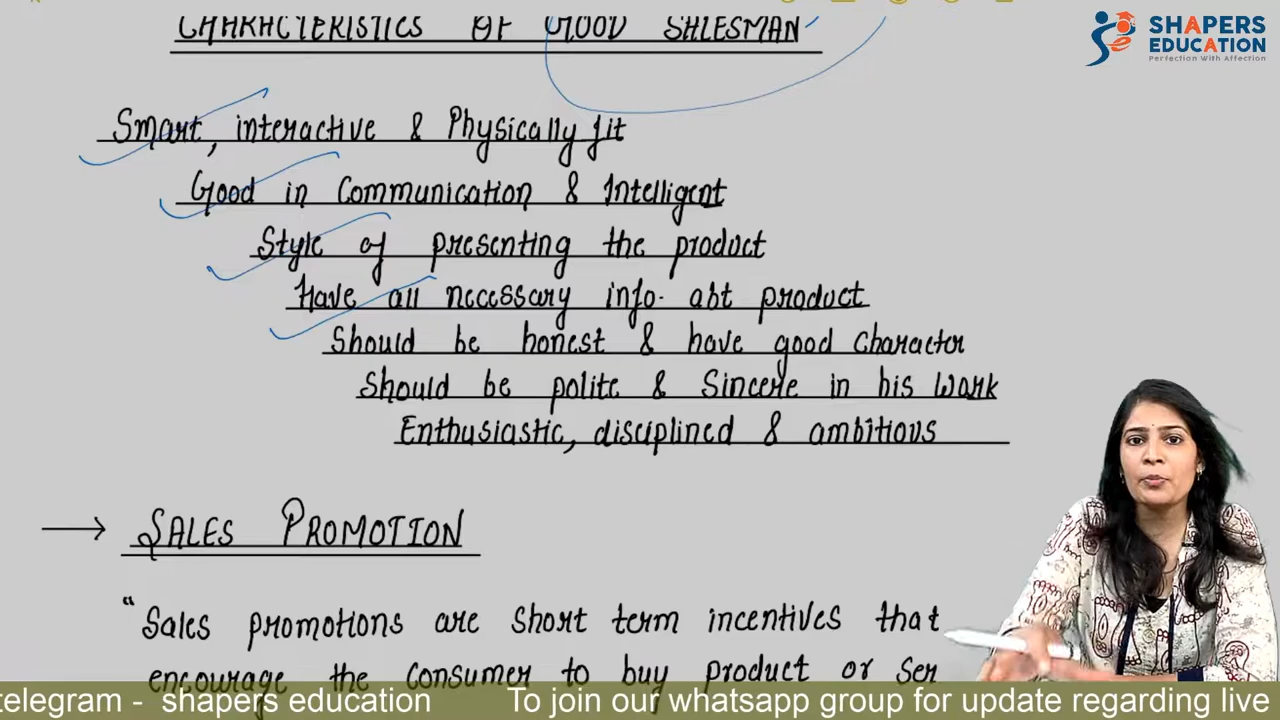 CHARACTERISTICS OF GOOD SALESMAN
SHAPERS
EDUCATION
Perfection With Affection
Smart, interactive & Physically fit
Good in Communication & Intelligent
Style of presenting the product
Have all necessary info. abt product
Should be honest & have good character
Should be polite & Sincere in his work
Enthusiastic, disciplined & ambitious
→ SALES PROMOTION
"Sales promotions are short term incentives that
encourage the consumer to buy product or ser
telegram - shapers education To join our whatsapp group for update regarding live